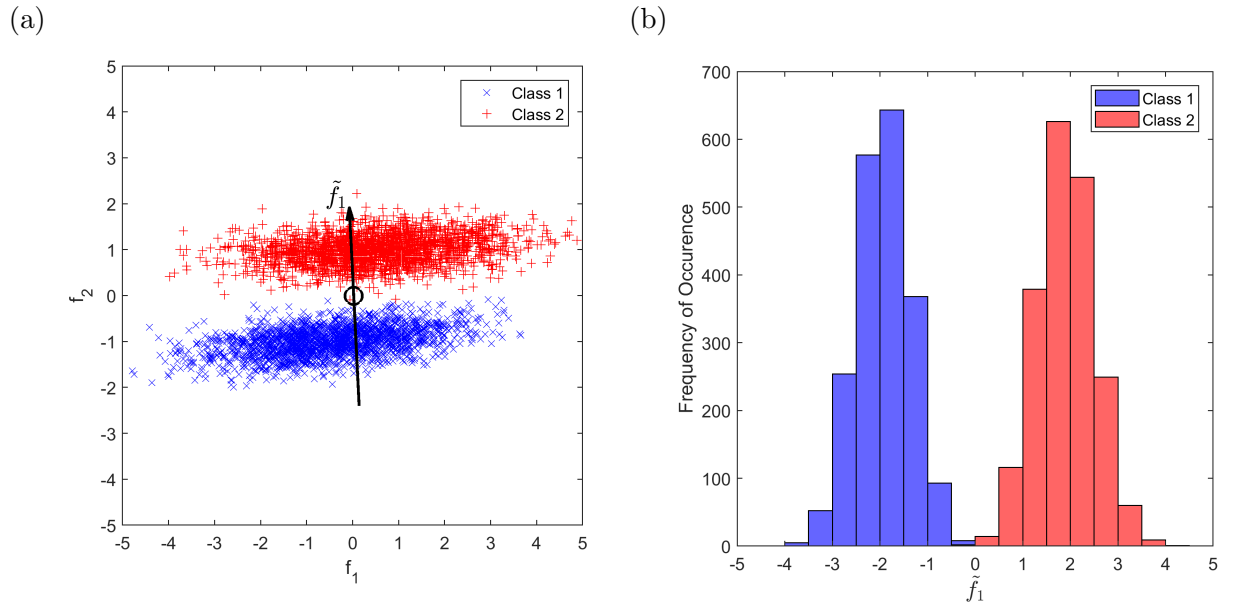 (a)
5
4
3
2
1
0
-1
-2
-3
-4
-5
-5 -4 -3 -2 -1 0 1 2 3 4 5
f₂
f₁
Class 1
Class 2
f̃₁
(b)
700
600
500
400
300
200
100
0
-5 -4 -3 -2 -1 0 1 2 3 4 5
Frequency of Occurrence
f̃₁
Class 1
Class 2